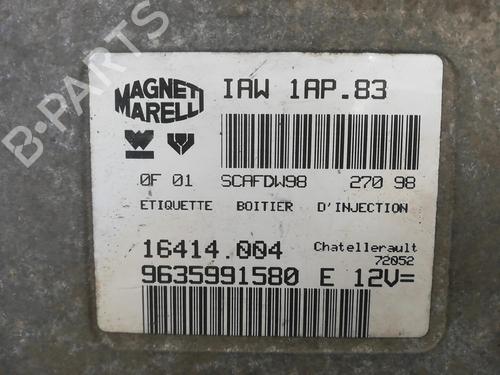 B-PARTS
MAGNETI MARELLI
IAW 1AP.83
0F 01 SCAFDW98 270 98
ETIQUETTE BOITIER D'INJECTION
16414.004 Chatellerault
72052
9635991580 E 12V=